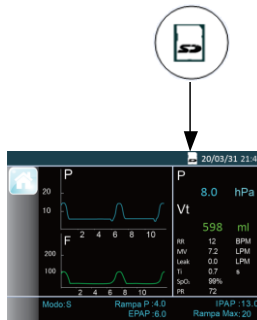 SD
20/03/31 21:4
P
20
10
2 4 6 8 10
F
200
100
2 4 6 8 10
P
8.0 hPa
Vt
598 ml
RR 12 BPM
MV 7.2 LPM
Leak 0.0 LPM
Ti 0.7 s
SpO₂ 99%
PR 72
Modo:S Rampa P :4.0 IPAP :13.0
EPAP :6.0 Rampa Max: 20